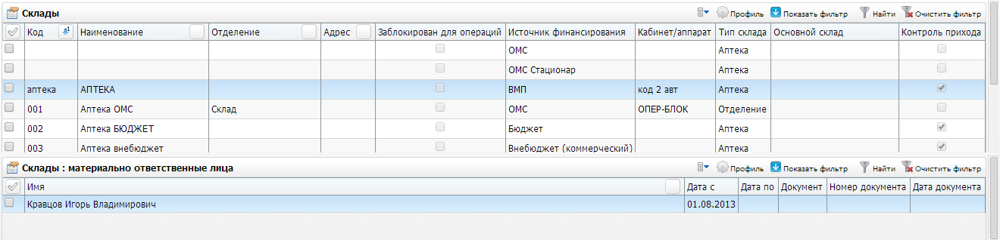 Склады Профиль Показать фильтр Найти Очистить фильтр
Код Наименование Отделение Адрес Заблокирован для операций Источник финансирования Кабинет/аппарат Тип склада Основной склад Контроль прихода
ОМС Аптека
ОМС Стационар Аптека
аптека АПТЕКА ВМП код 2 авт Аптека
001 Аптека ОМС Склад ОМС ОПЕР-БЛОК Отделение
002 Аптека БЮДЖЕТ Бюджет Аптека
003 Аптека внебюджет Внебюджет (коммерческий) Аптека
Склады : материально ответственные лица Профиль Показать фильтр Найти Очистить фильтр
Имя Дата с Дата по Документ Номер документа Дата документа
Кравцов Игорь Владимирович 01.08.2013